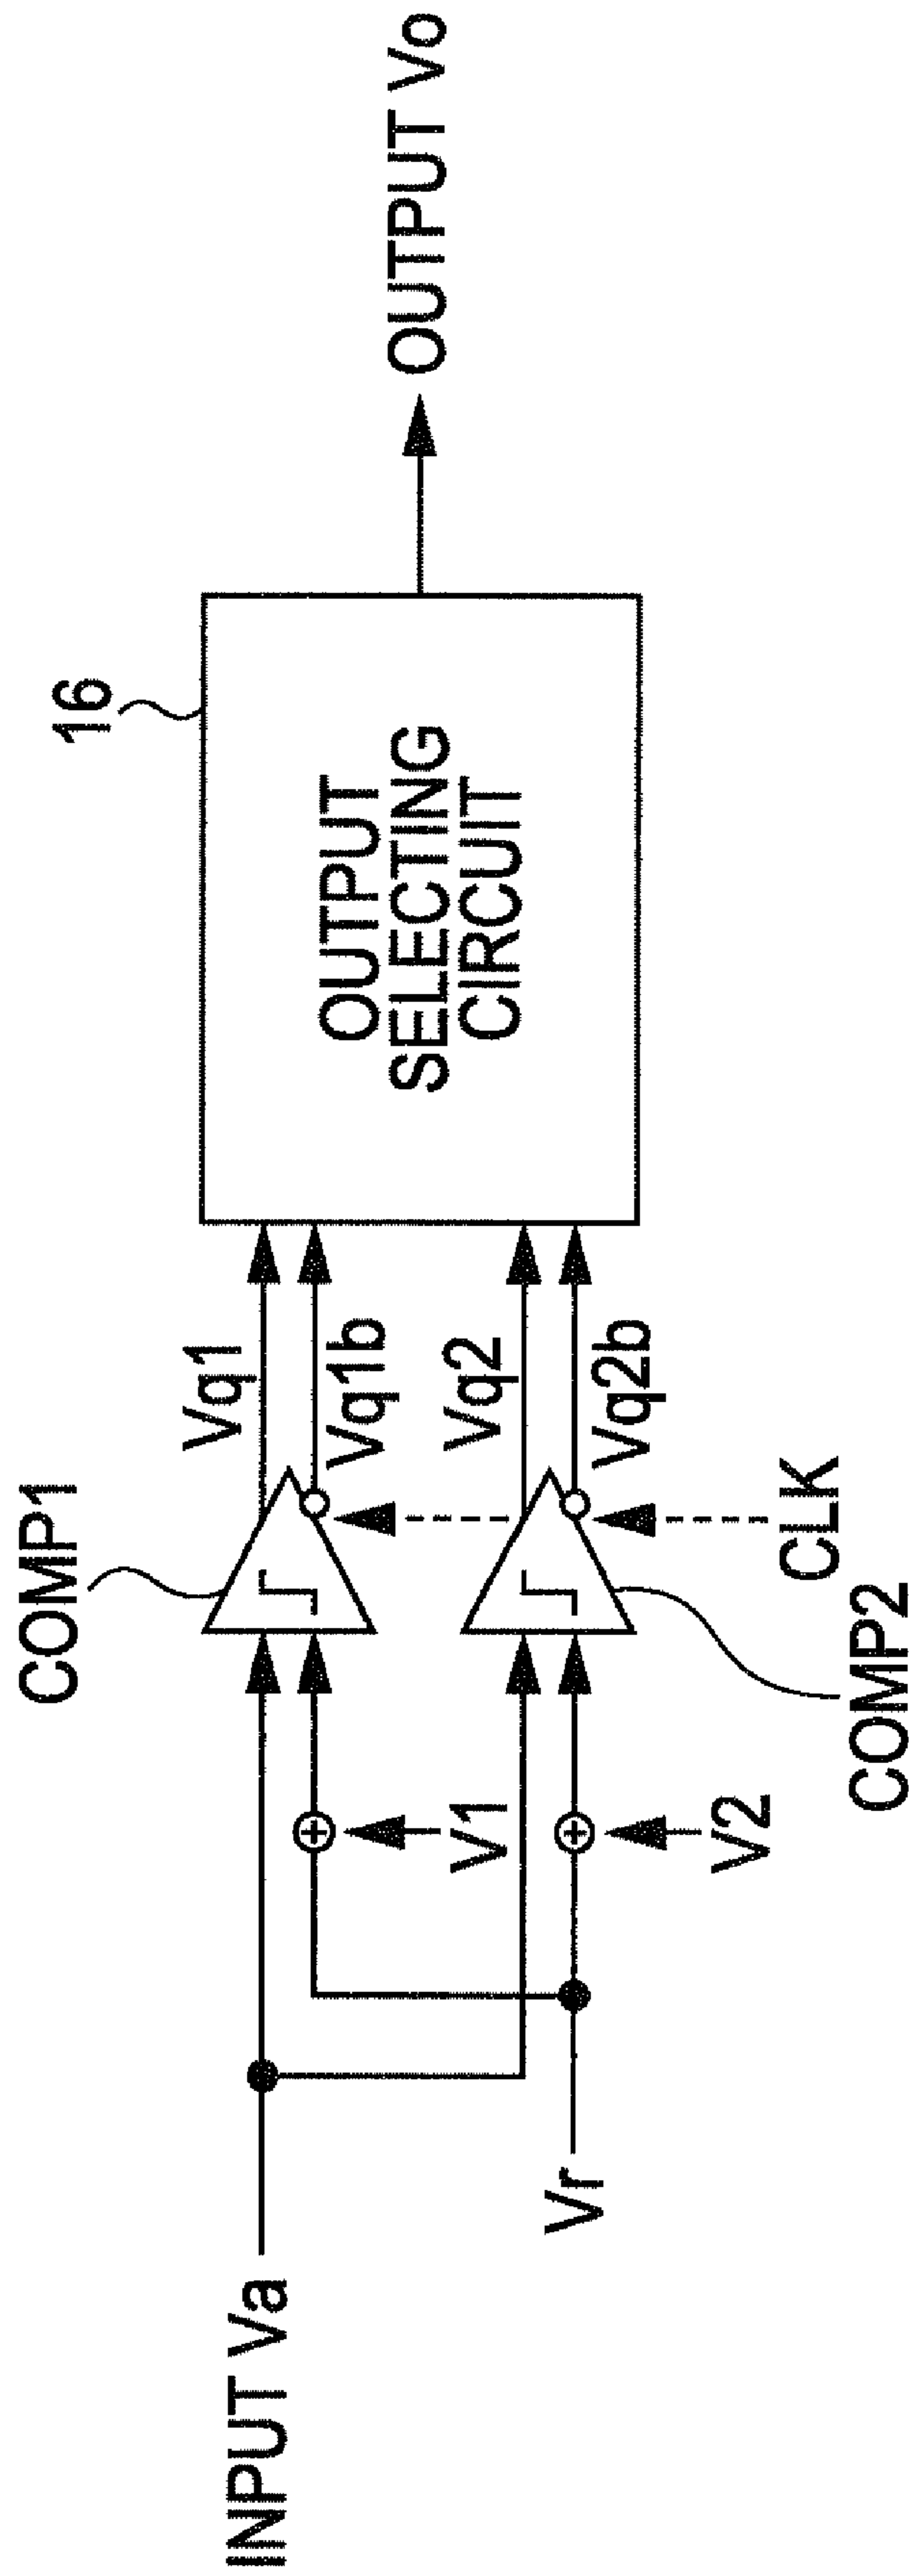 COMP1
16
Vq1
INPUT Va
Vq1b
V1
OUTPUT
SELECTING
CIRCUIT
OUTPUT Vo
Vq2
Vr
Vq2b
V2
CLK
COMP2